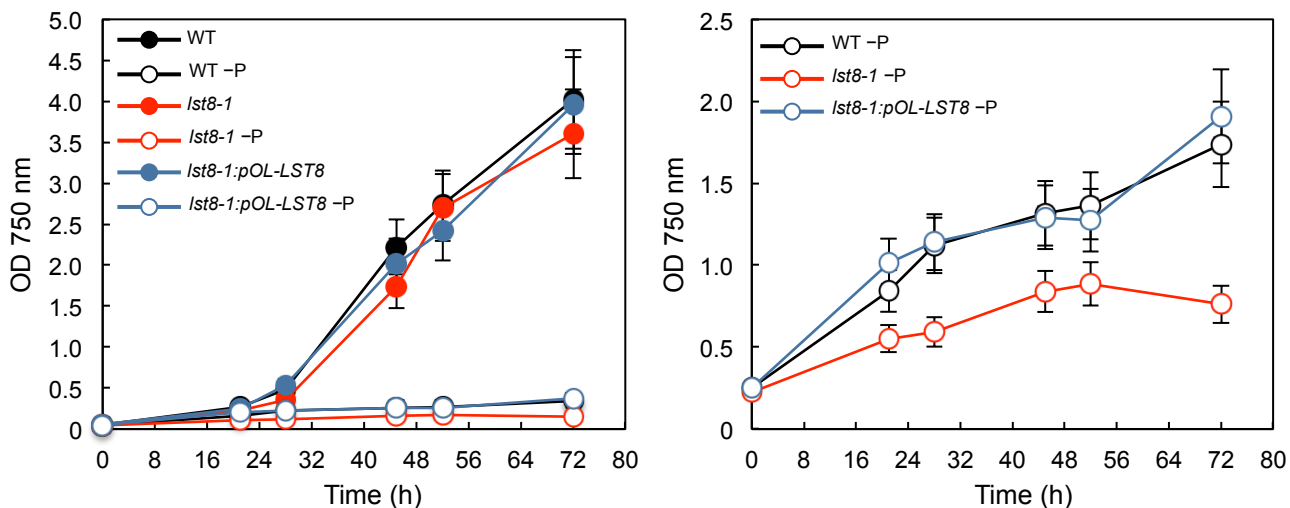 5.0
4.5
4.0
3.5
3.0
2.5
2.0
1.5
1.0
0.5
0
OD 750 nm
WT
WT −P
lst8-1
lst8-1 −P
lst8-1:pOL-LST8
lst8-1:pOL-LST8 −P
0 8 16 24 32 40 48 56 64 72 80
Time (h)
2.5
2.0
1.5
1.0
0.5
0
OD 750 nm
WT −P
lst8-1 −P
lst8-1:pOL-LST8 −P
0 8 16 24 32 40 48 56 64 72 80
Time (h)